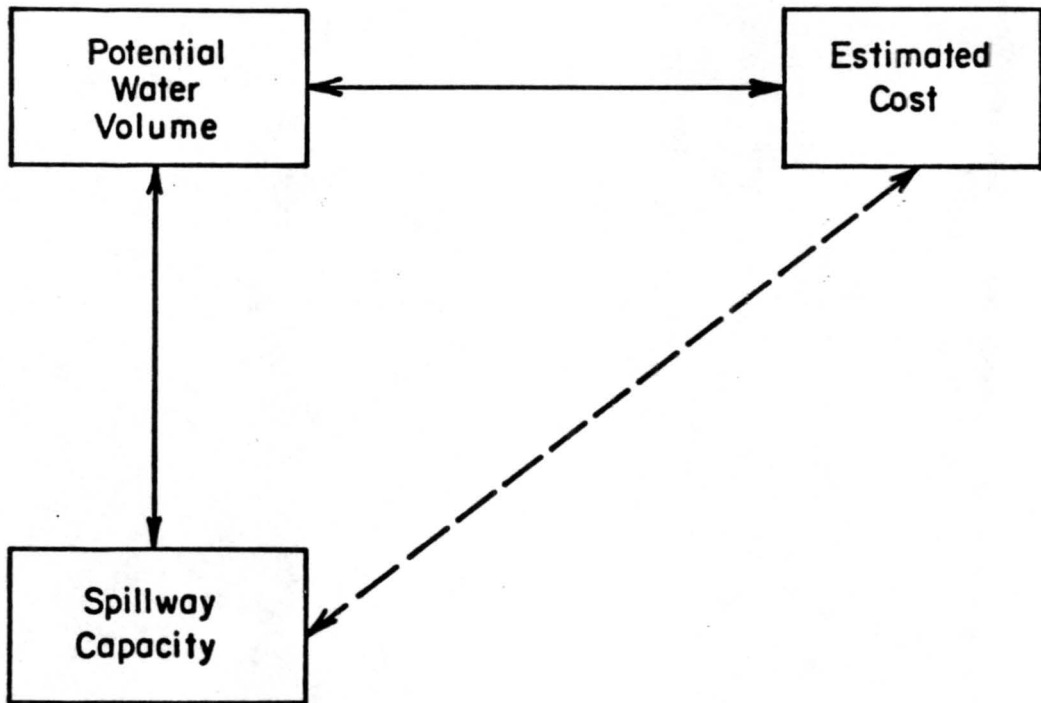 Potential
Water
Volume
Estimated
Cost
Spillway
Capacity